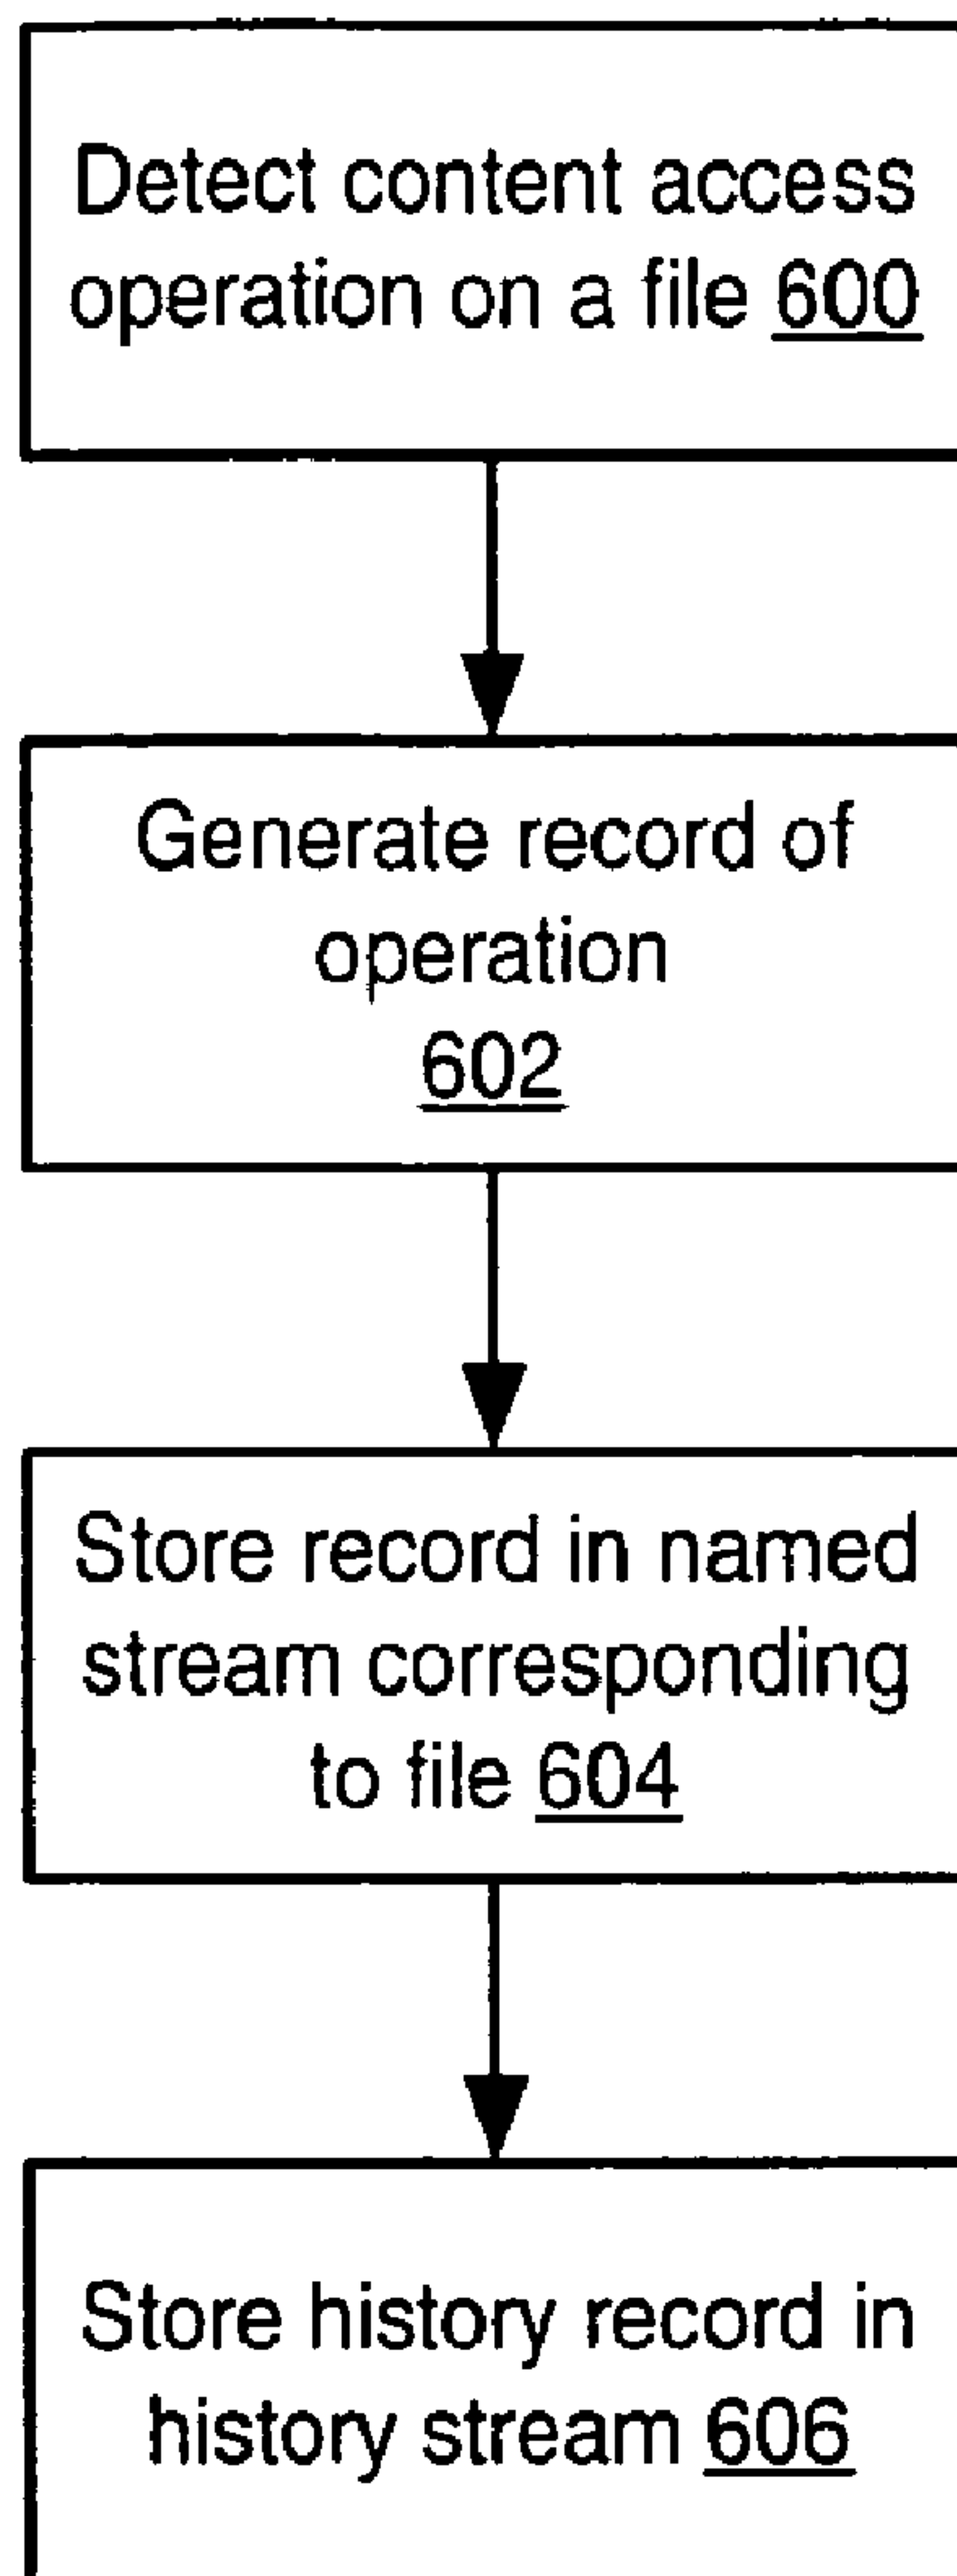 Detect content access
operation on a file 600
Generate record of
operation
602
Store record in named
stream corresponding
to file 604
Store history record in
history stream 606